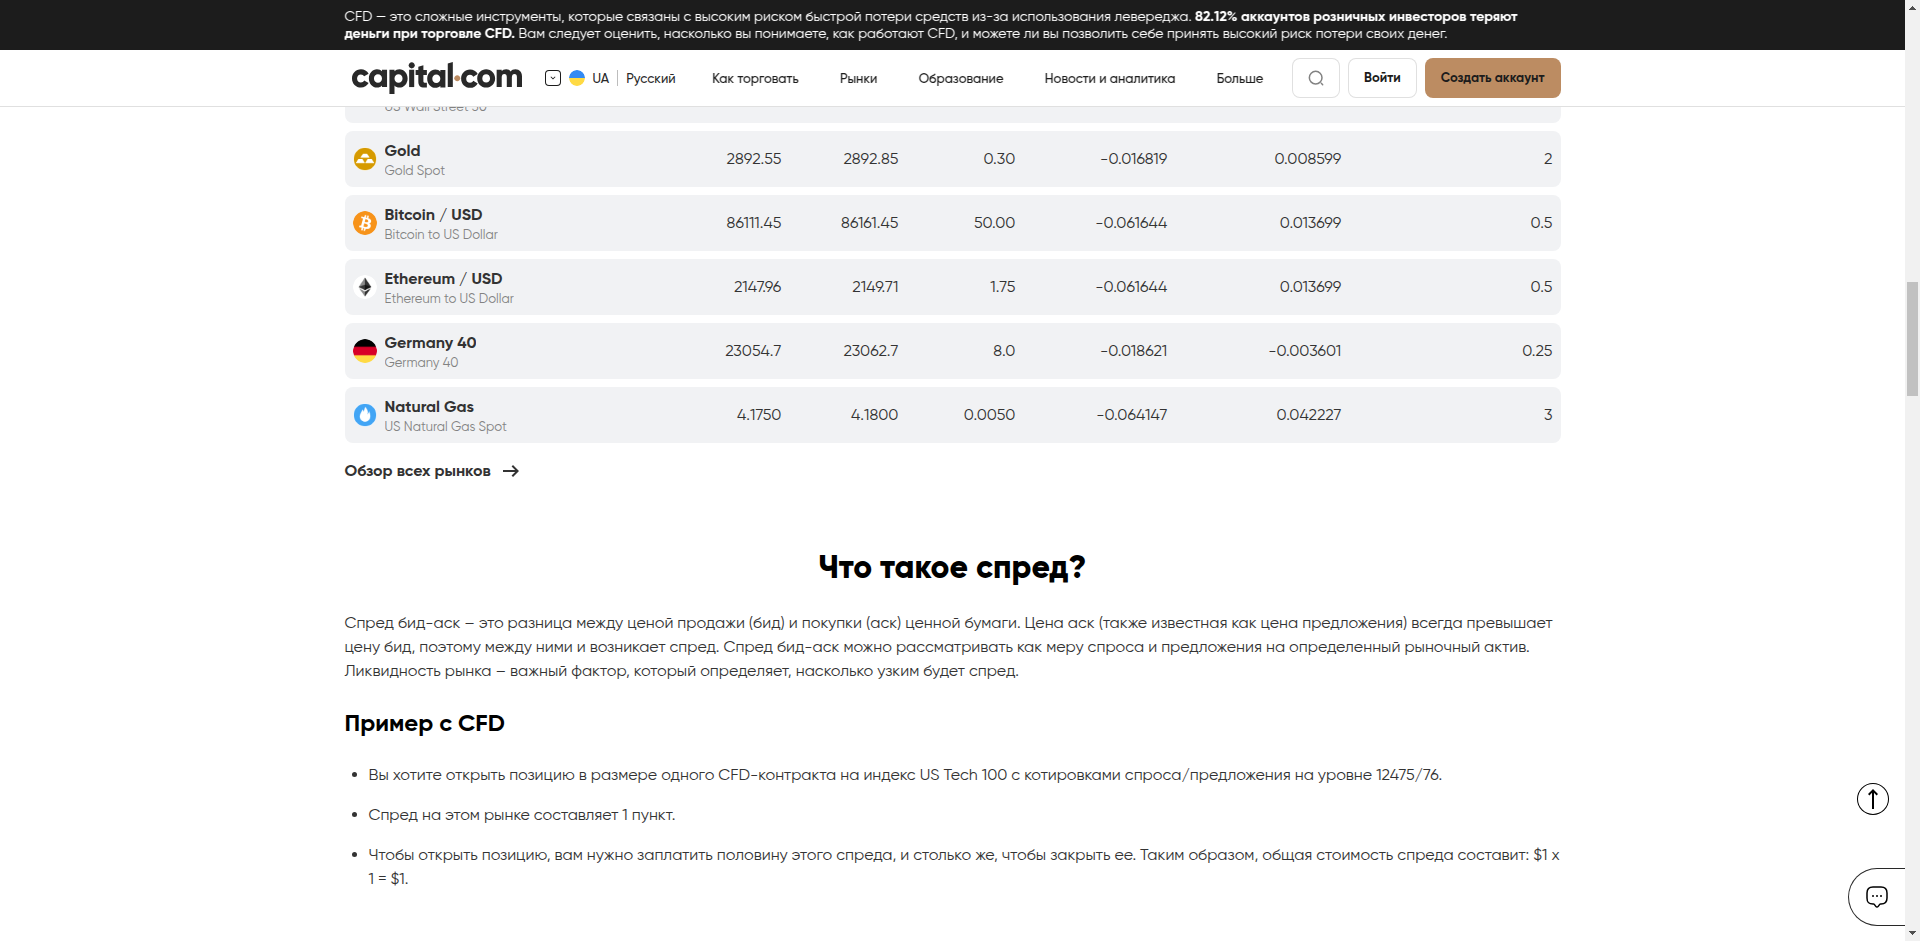 CFD — это сложные инструменты, которые связаны с высоким риском быстрой потери средств из-за использования левереджа. 82.12% аккаунтов розничных инвесторов теряют
деньги при торговле CFD. Вам следует оценить, насколько вы понимаете, как работают CFD, и можете ли вы позволить себе принять высокий риск потери своих денег.
capital.com UA Русский Как торговать Рынки Образование Новости и аналитика Больше Войти Создать аккаунт
US Wall Street 30
Gold
Gold Spot
2892.55 2892.85 0.30 -0.016819 0.008599 2
Bitcoin / USD
Bitcoin to US Dollar
86111.45 86161.45 50.00 -0.061644 0.013699 0.5
Ethereum / USD
Ethereum to US Dollar
2147.96 2149.71 1.75 -0.061644 0.013699 0.5
Germany 40
Germany 40
23054.7 23062.7 8.0 -0.018621 -0.003601 0.25
Natural Gas
US Natural Gas Spot
4.1750 4.1800 0.0050 -0.064147 0.042227 3
Обзор всех рынков
Что такое спред?
Спред бид-аск – это разница между ценой продажи (бид) и покупки (аск) ценной бумаги. Цена аск (также известная как цена предложения) всегда превышает
цену бид, поэтому между ними и возникает спред. Спред бид-аск можно рассматривать как меру спроса и предложения на определенный рыночный актив.
Ликвидность рынка – важный фактор, который определяет, насколько узким будет спред.
Пример с CFD
• Вы хотите открыть позицию в размере одного CFD-контракта на индекс US Tech 100 с котировками спроса/предложения на уровне 12475/76.
• Спред на этом рынке составляет 1 пункт.
• Чтобы открыть позицию, вам нужно заплатить половину этого спреда, и столько же, чтобы закрыть ее. Таким образом, общая стоимость спреда составит: $1 x
1 = $1.